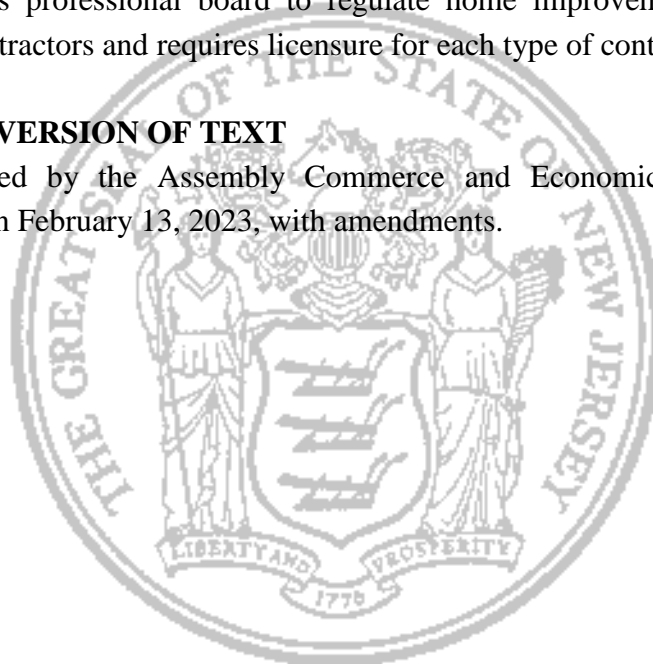 s professional board to regulate home improvem
tractors and requires licensure for each type of cont
VERSION OF TEXT
ed by the Assembly Commerce and Economic
n February 13, 2023, with amendments.
THE GREAT SEAL OF THE STATE OF NEW JERSEY
LIBERTY AND PROSPERITY
1776